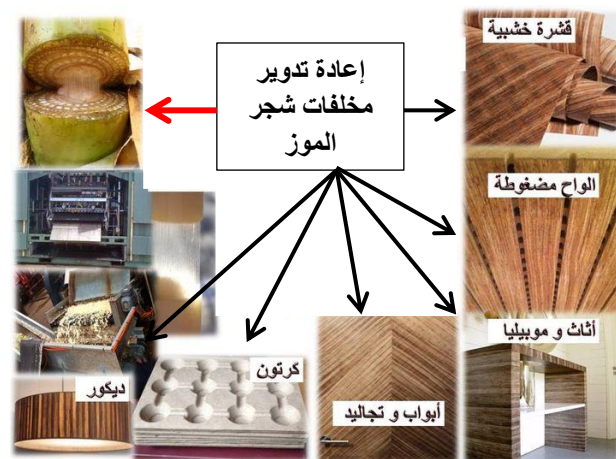 إعادة تدوير
مخلفات شجر
الموز
قشرة خشبية
الواح مضغوطة
أثاث و موبيليا
أبواب و تجاليد
كرتون
ديكور